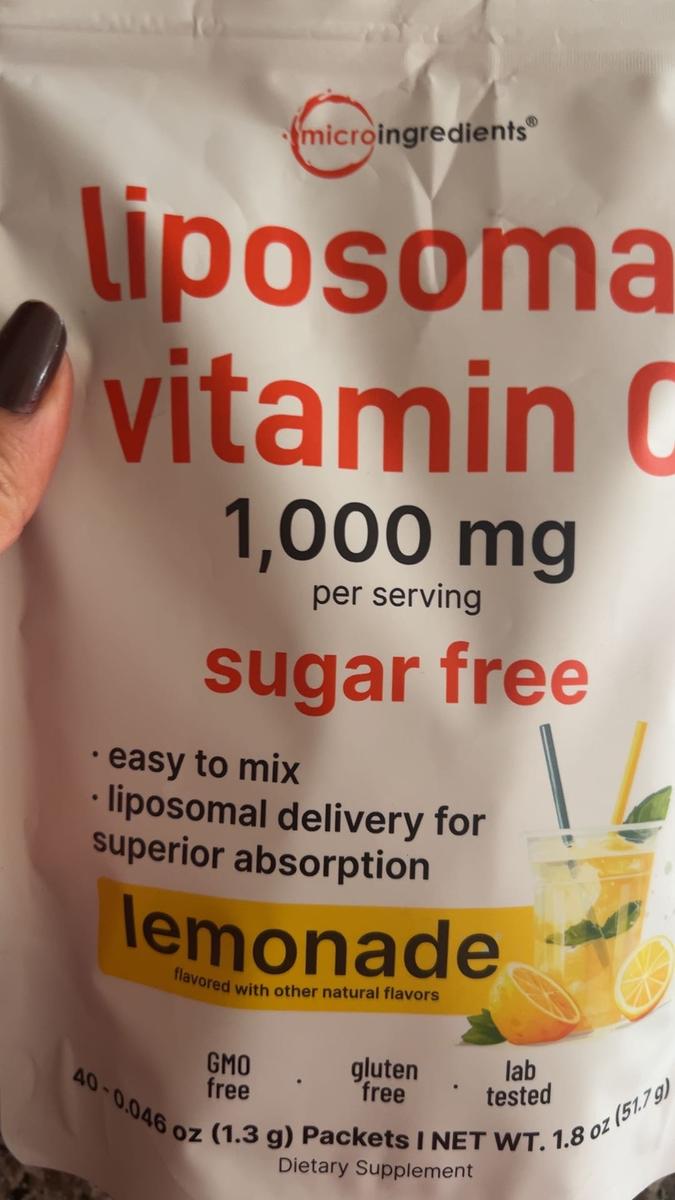 microingredients®
liposoma
vitamin C
1,000 mg
per serving
sugar free
· easy to mix
· liposomal delivery for
superior absorption
lemonade
flavored with other natural flavors
GMO free · gluten free · lab tested
40 - 0.046 oz (1.3 g) Packets I NET WT. 1.8 oz (51.7 g)
Dietary Supplement